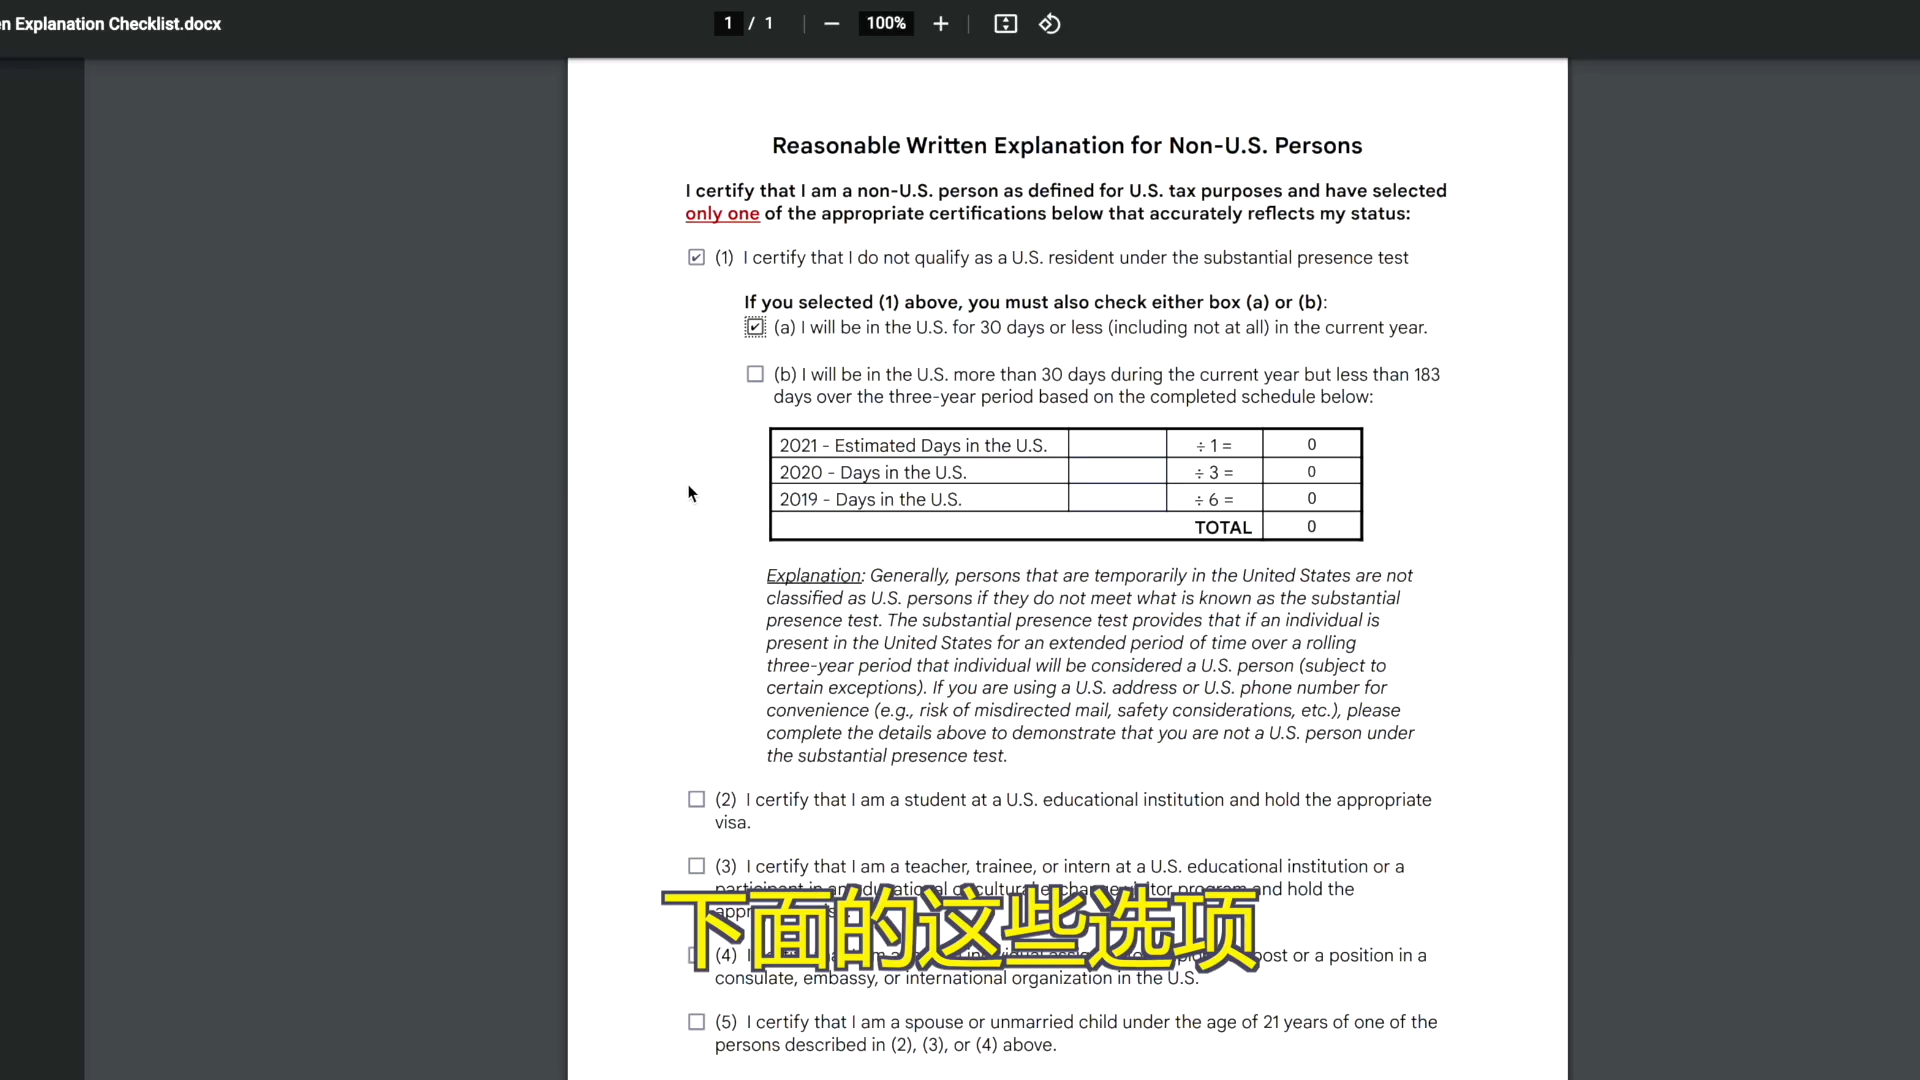 n Explanation Checklist.docx
1 / 1
100%
Reasonable Written Explanation for Non-U.S. Persons
I certify that I am a non-U.S. person as defined for U.S. tax purposes and have selected
only one of the appropriate certifications below that accurately reflects my status:
(1) I certify that I do not qualify as a U.S. resident under the substantial presence test
If you selected (1) above, you must also check either box (a) or (b):
(a) I will be in the U.S. for 30 days or less (including not at all) in the current year.
(b) I will be in the U.S. more than 30 days during the current year but less than 183
days over the three-year period based on the completed schedule below:
2021 - Estimated Days in the U.S. ÷ 1 = 0
2020 - Days in the U.S. ÷ 3 = 0
2019 - Days in the U.S. ÷ 6 = 0
TOTAL 0
Explanation: Generally, persons that are temporarily in the United States are not
classified as U.S. persons if they do not meet what is known as the substantial
presence test. The substantial presence test provides that if an individual is
present in the United States for an extended period of time over a rolling
three-year period that individual will be considered a U.S. person (subject to
certain exceptions). If you are using a U.S. address or U.S. phone number for
convenience (e.g., risk of misdirected mail, safety considerations, etc.), please
complete the details above to demonstrate that you are not a U.S. person under
the substantial presence test.
(2) I certify that I am a student at a U.S. educational institution and hold the appropriate
visa.
(3) I certify that I am a teacher, trainee, or intern at a U.S. educational institution or a
participant in an educational or cultural exchange visitor program and hold the
下面的这些选项
(4) I post or a position in a
consulate, embassy, or international organization in the U.S.
(5) I certify that I am a spouse or unmarried child under the age of 21 years of one of the
persons described in (2), (3), or (4) above.